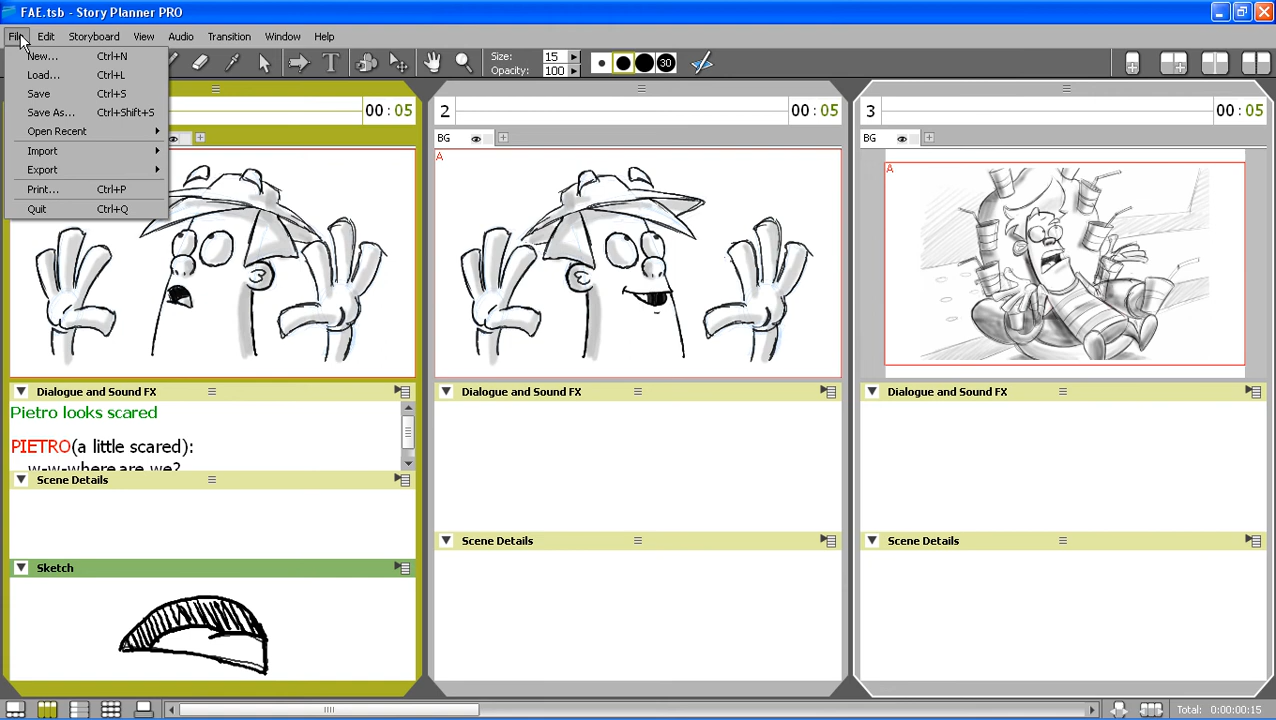 FAE.tsb - Story Planner PRO
File Edit Storyboard View Audio Transition Window Help
New... Ctrl+N
Load... Ctrl+L
Save Ctrl+S
Save As... Ctrl+Shift+S
Open Recent
Import
Export
Print... Ctrl+P
Quit Ctrl+Q
T
Size: 15
Opacity: 100
30
00:05
2 00:05
3 00:05
BG
BG
A
A
Dialogue and Sound FX
Pietro looks scared
PIETRO(a little scared):
w-w-where are we?
Scene Details
Sketch
Dialogue and Sound FX
Scene Details
Dialogue and Sound FX
Scene Details
Total: 0:00:00:15